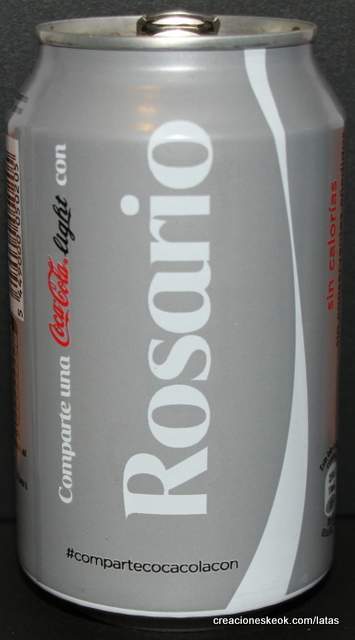 Comparte una Coca-Cola light con
Rosario
#compartecocacolacon
sin calorías
creacioneskeok.com/latas